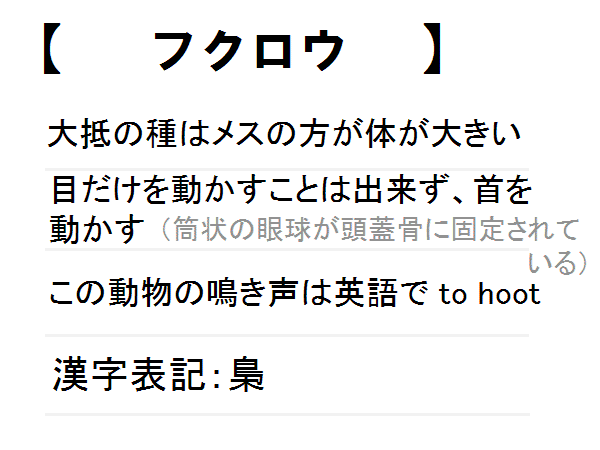 【 フクロウ 】
大抵の種はメスの方が体が大きい
目だけを動かすことは出来ず、首を
動かす（筒状の眼球が頭蓋骨に固定されて
いる）
この動物の鳴き声は英語で to hoot
漢字表記：梟